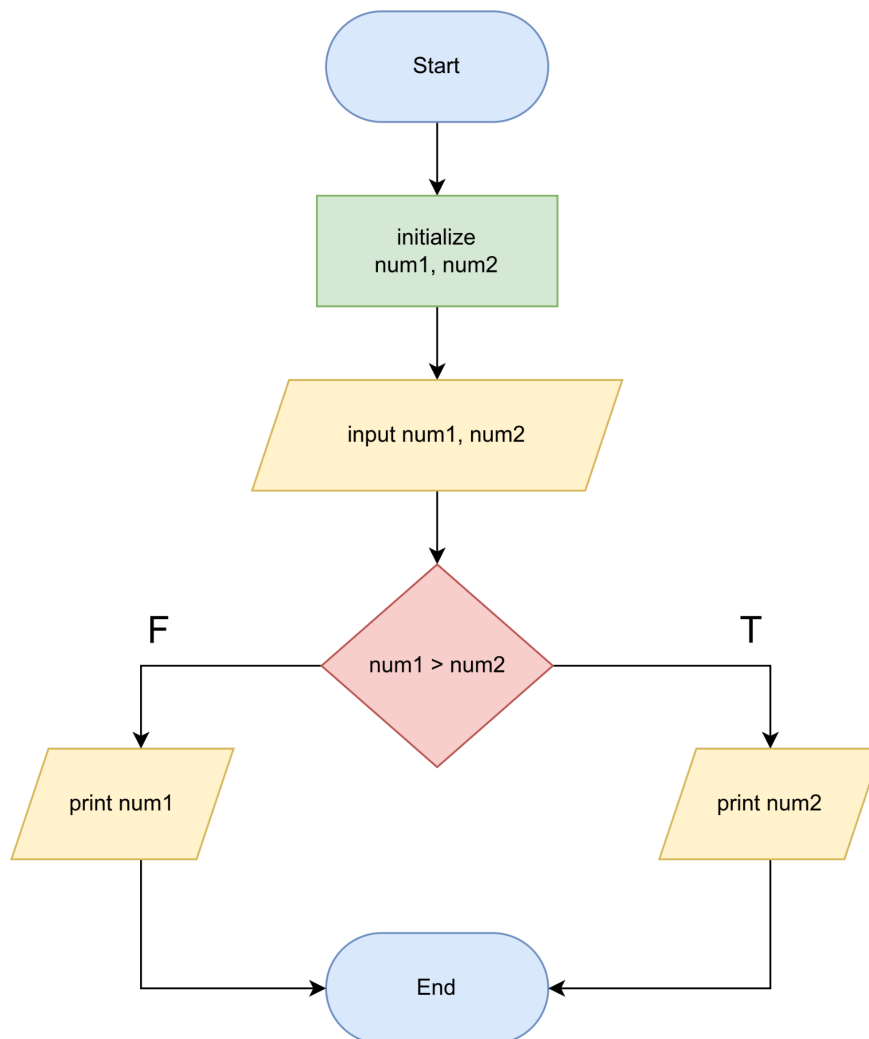 Start
initialize
num1, num2
input num1, num2
F
T
num1 > num2
print num1
print num2
End